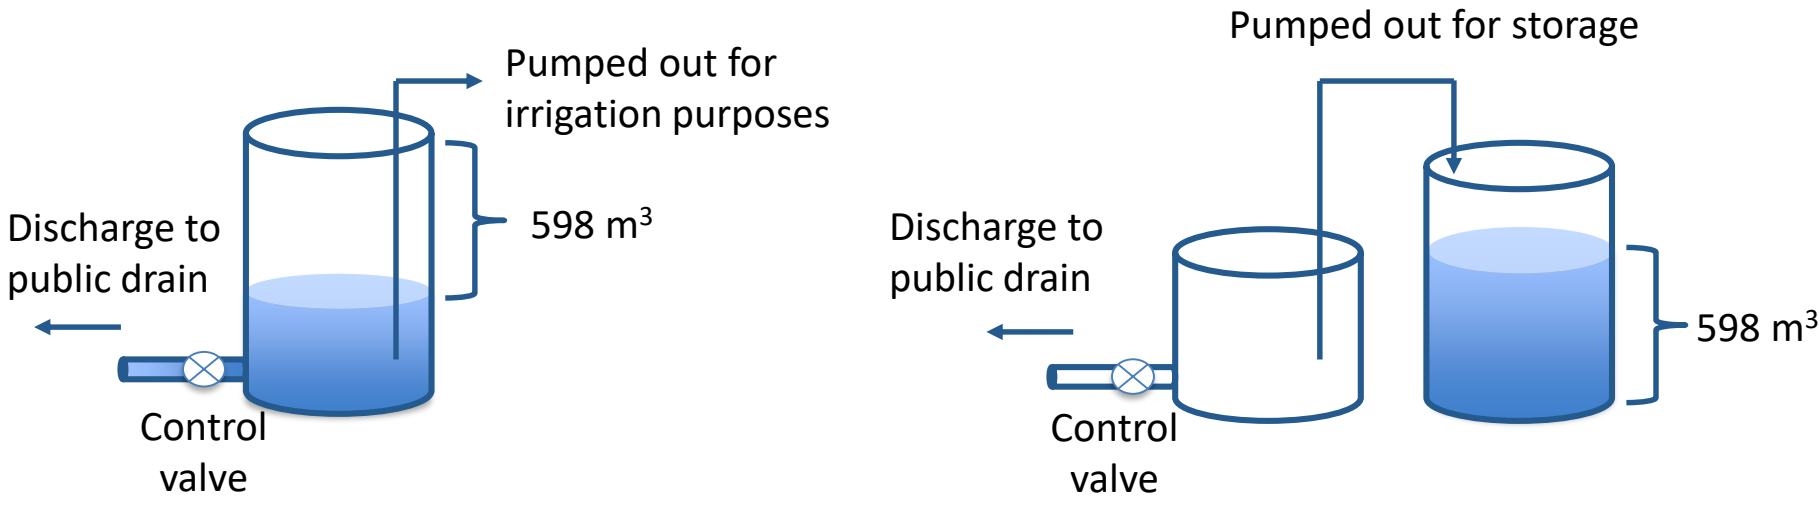 Pumped out for
irrigation purposes
598 m³
Discharge to
public drain
Control
valve
Pumped out for storage
Discharge to
public drain
598 m³
Control
valve